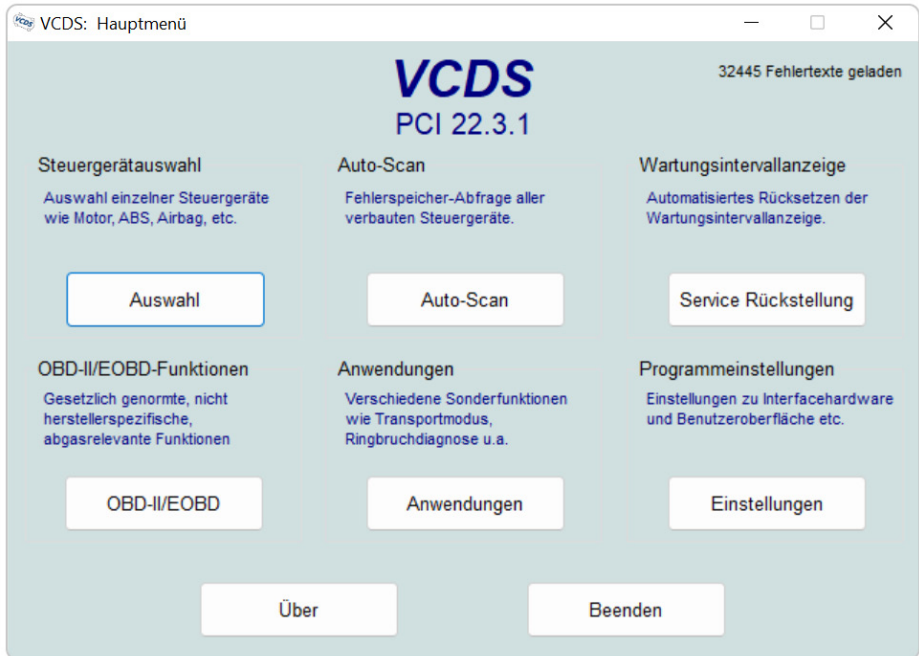 VCDS: Hauptmenü
VCDS
PCI 22.3.1
32445 Fehlertexte geladen
Steuergerätauswahl
Auswahl einzelner Steuergeräte
wie Motor, ABS, Airbag, etc.
Auswahl
Auto-Scan
Fehlerspeicher-Abfrage aller
verbauten Steuergeräte.
Auto-Scan
Wartungsintervallanzeige
Automatisiertes Rücksetzen der
Wartungsintervallanzeige.
Service Rückstellung
OBD-II/EOBD-Funktionen
Gesetzlich genormte, nicht
herstellerspezifische,
abgasrelevante Funktionen
OBD-II/EOBD
Anwendungen
Verschiedene Sonderfunktionen
wie Transportmodus,
Ringbruchdiagnose u.a.
Anwendungen
Programmeinstellungen
Einstellungen zu Interfacehardware
und Benutzeroberfläche etc.
Einstellungen
Über
Beenden